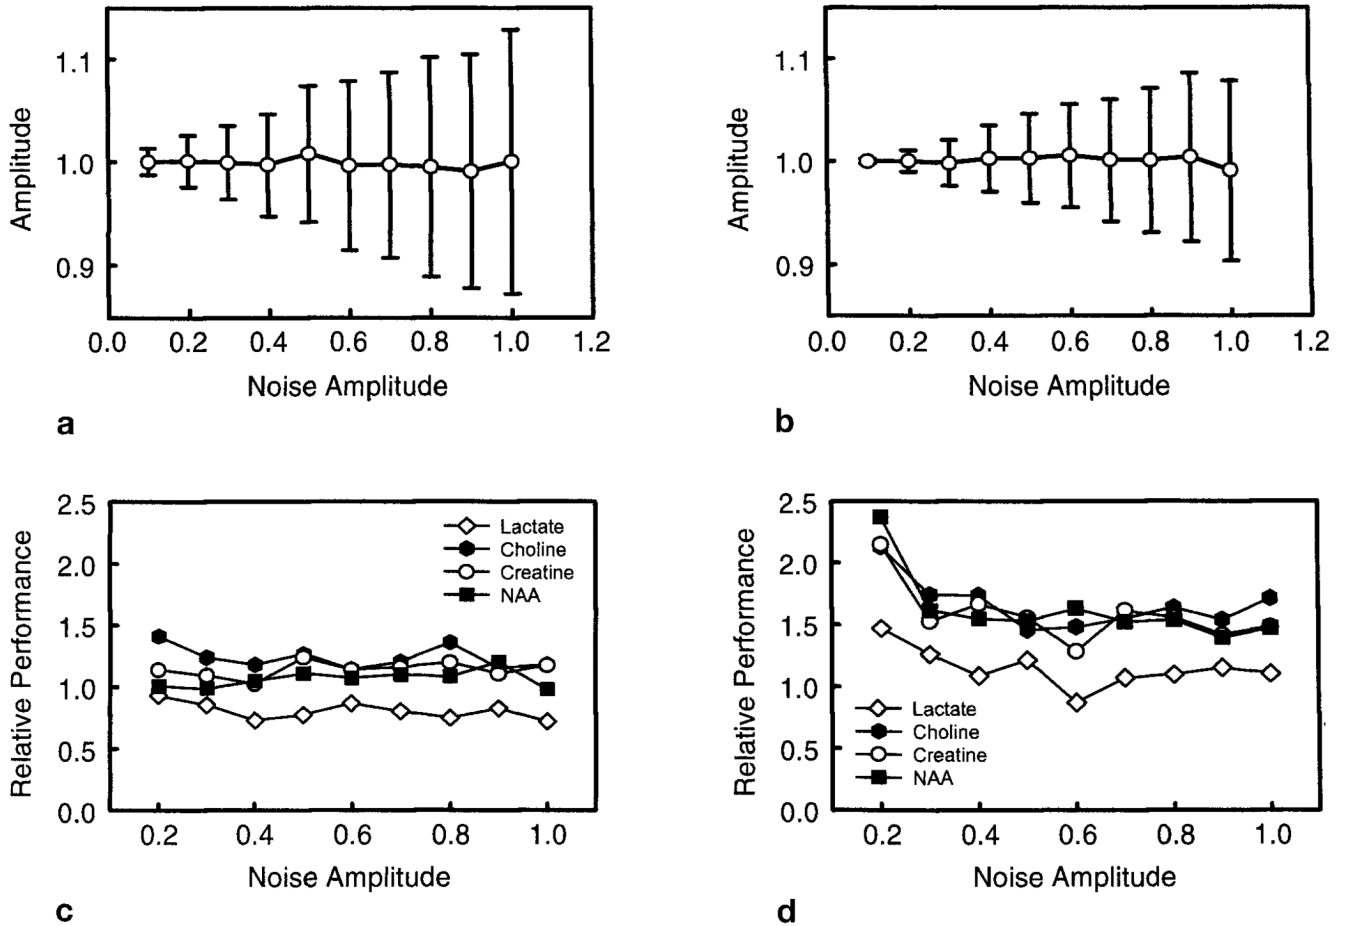 1.1
1.0
0.9
Amplitude
0.0 0.2 0.4 0.6 0.8 1.0 1.2
Noise Amplitude
a
1.1
1.0
0.9
Amplitude
0.0 0.2 0.4 0.6 0.8 1.0 1.2
Noise Amplitude
b
2.5
2.0
1.5
1.0
0.5
0.0
Relative Performance
Lactate
Choline
Creatine
NAA
0.2 0.4 0.6 0.8 1.0
Noise Amplitude
c
2.5
2.0
1.5
1.0
0.5
0.0
Relative Performance
Lactate
Choline
Creatine
NAA
0.2 0.4 0.6 0.8 1.0
Noise Amplitude
d